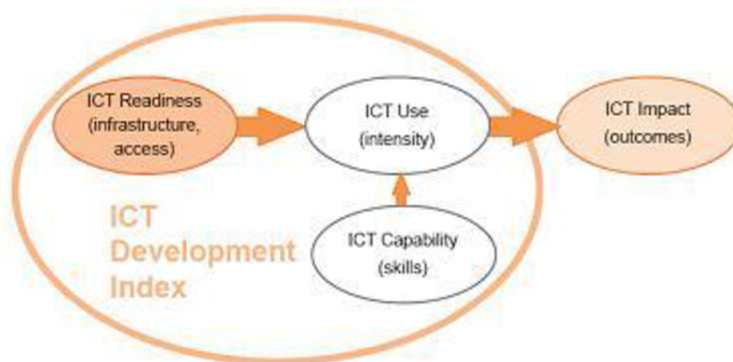 ICT Readiness
(infrastructure,
access)
ICT Use
(intensity)
ICT Impact
(outcomes)
ICT Capability
(skills)
ICT
Development
Index